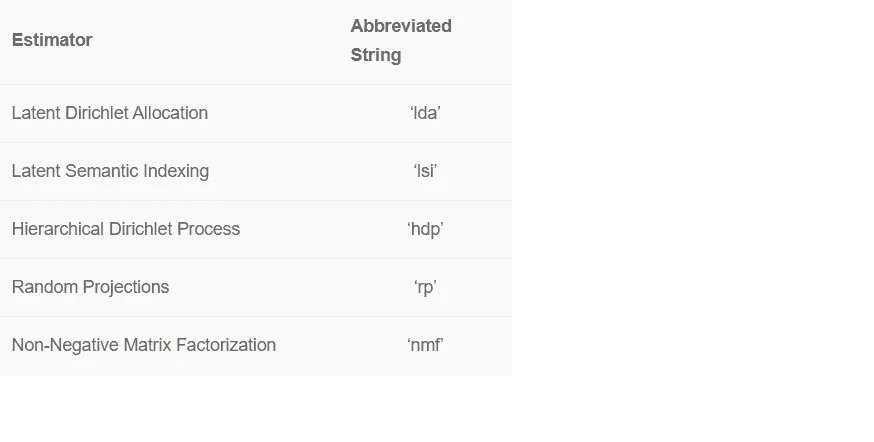 Estimator
Abbreviated
String
Latent Dirichlet Allocation ‘lda’
Latent Semantic Indexing ‘lsi’
Hierarchical Dirichlet Process ‘hdp’
Random Projections ‘rp’
Non-Negative Matrix Factorization ‘nmf’